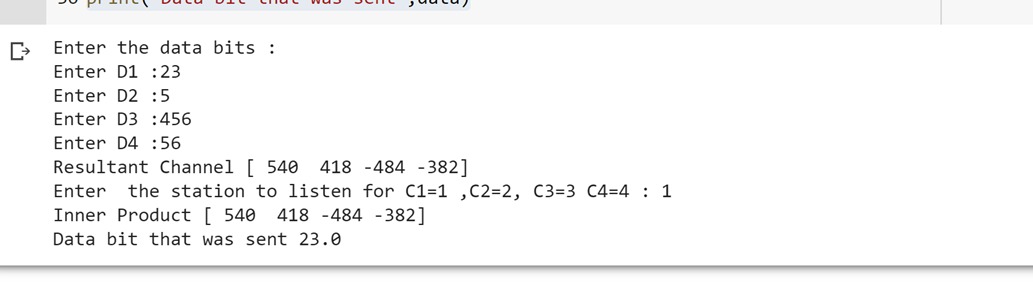 print("Data bit that was sent",data)
Enter the data bits :
Enter D1 :23
Enter D2 :5
Enter D3 :456
Enter D4 :56
Resultant Channel [ 540  418 -484 -382]
Enter  the station to listen for C1=1 ,C2=2, C3=3 C4=4 : 1
Inner Product [ 540  418 -484 -382]
Data bit that was sent 23.0